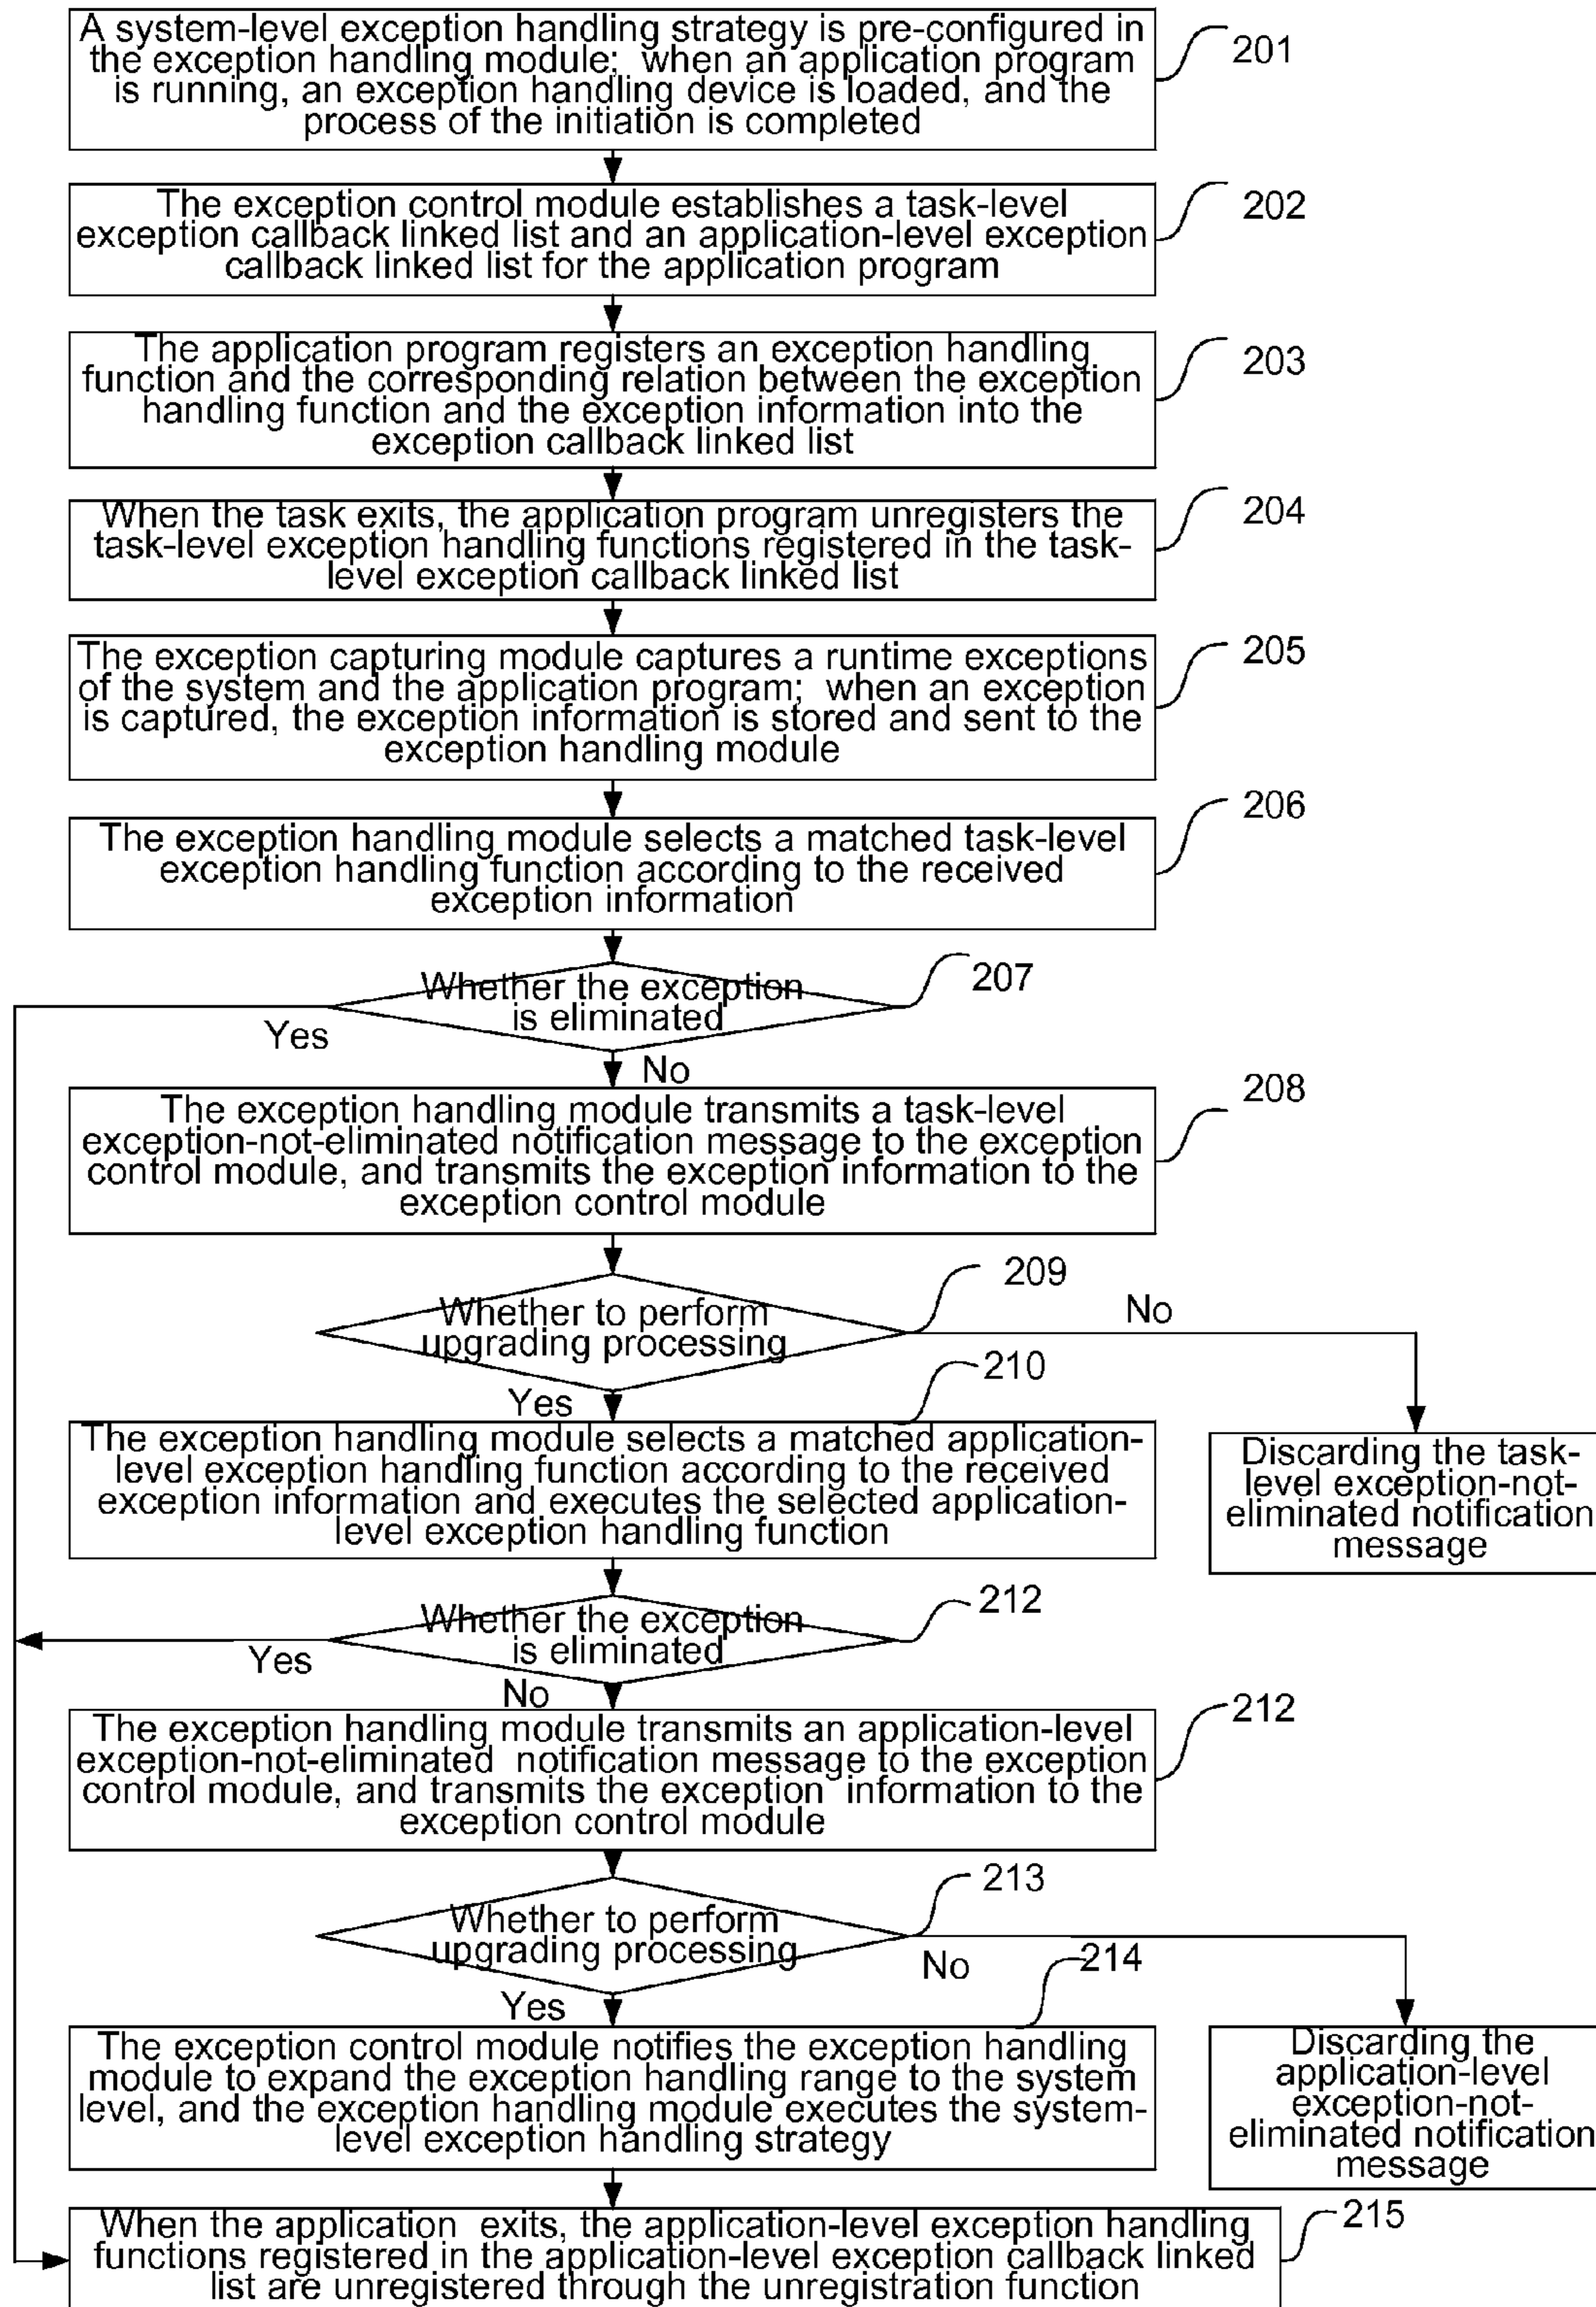 A system-level exception handling strategy is pre-configured in
the exception handling module; when an application program
is running, an exception handling device is loaded, and the
process of the initiation is completed
201
The exception control module establishes a task-level
exception callback linked list and an application-level exception
callback linked list for the application program
202
The application program registers an exception handling
function and the corresponding relation between the exception
handling function and the exception information into the
exception callback linked list
203
When the task exits, the application program unregisters the
task-level exception handling functions registered in the task-
level exception callback linked list
204
The exception capturing module captures a runtime exceptions
of the system and the application program; when an exception
is captured, the exception information is stored and sent to the
exception handling module
205
The exception handling module selects a matched task-level
exception handling function according to the received
exception information
206
Whether the exception
is eliminated
207
Yes
No
The exception handling module transmits a task-level
exception-not-eliminated notification message to the exception
control module, and transmits the exception information to the
exception control module
208
Whether to perform
upgrading processing
209
No
Yes
210
The exception handling module selects a matched application-
level exception handling function according to the received
exception information and executes the selected application-
level exception handling function
Discarding the task-
level exception-not-
eliminated notification
message
Whether the exception
is eliminated
212
Yes
No
The exception handling module transmits an application-level
exception-not-eliminated notification message to the exception
control module, and transmits the exception information to the
exception control module
212
Whether to perform
upgrading processing
213
No
Yes
214
The exception control module notifies the exception handling
module to expand the exception handling range to the system
level, and the exception handling module executes the system-
level exception handling strategy
Discarding the
application-level
exception-not-
eliminated notification
message
When the application exits, the application-level exception handling
functions registered in the application-level exception callback linked
list are unregistered through the unregistration function
215